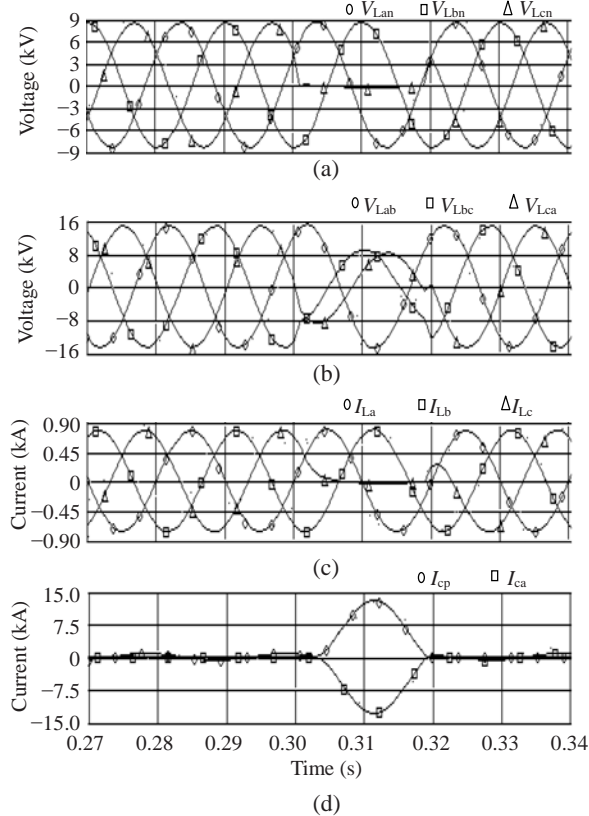 V_Lan V_Lbn V_Lcn
Voltage (kV)
9
6
3
0
−3
−6
−9
(a)
V_Lab V_Lbc V_Lca
Voltage (kV)
16
8
0
−8
−16
(b)
I_La I_Lb I_Lc
Current (kA)
0.90
0.45
0
−0.45
−0.90
(c)
I_cp I_ca
Current (kA)
15.0
7.5
0
−7.5
−15.0
0.27 0.28 0.29 0.30 0.31 0.32 0.33 0.34
Time (s)
(d)